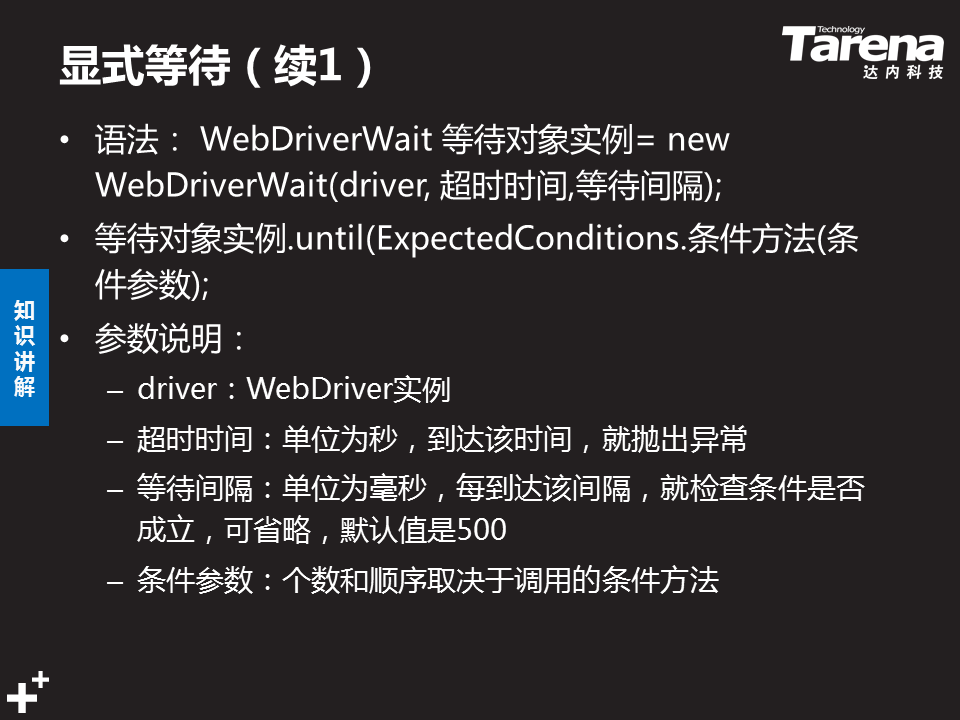 显式等待（续1）
Technology
Tarena
达内科技
• 语法： WebDriverWait 等待对象实例= new
WebDriverWait(driver, 超时时间,等待间隔);
• 等待对象实例.until(ExpectedConditions.条件方法(条
件参数);
• 参数说明：
– driver：WebDriver实例
– 超时时间：单位为秒，到达该时间，就抛出异常
– 等待间隔：单位为毫秒，每到达该间隔，就检查条件是否
成立，可省略，默认值是500
– 条件参数：个数和顺序取决于调用的条件方法
知
识
讲
解